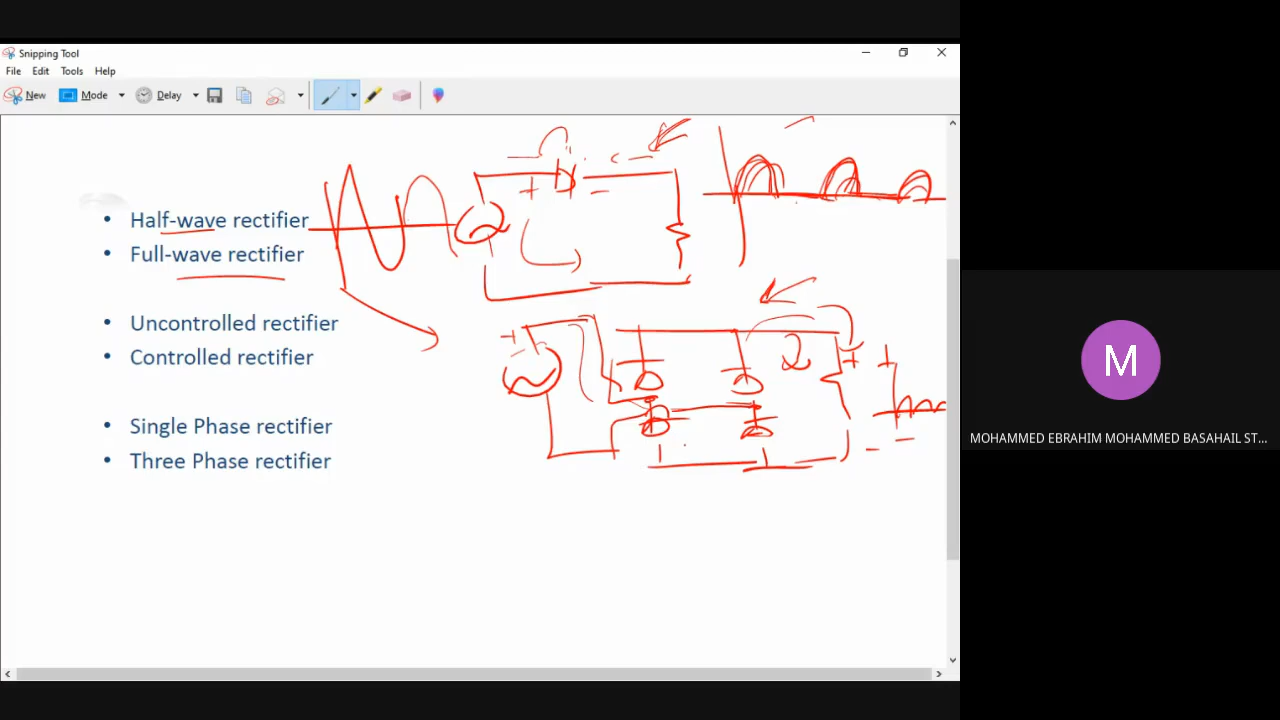 Snipping Tool
File Edit Tools Help
New Mode Delay
• Half-wave rectifier
• Full-wave rectifier
• Uncontrolled rectifier
• Controlled rectifier
• Single Phase rectifier
• Three Phase rectifier
+ −
+
−
+ +
−
M
MOHAMMED EBRAHIM MOHAMMED BASAHAIL ST...